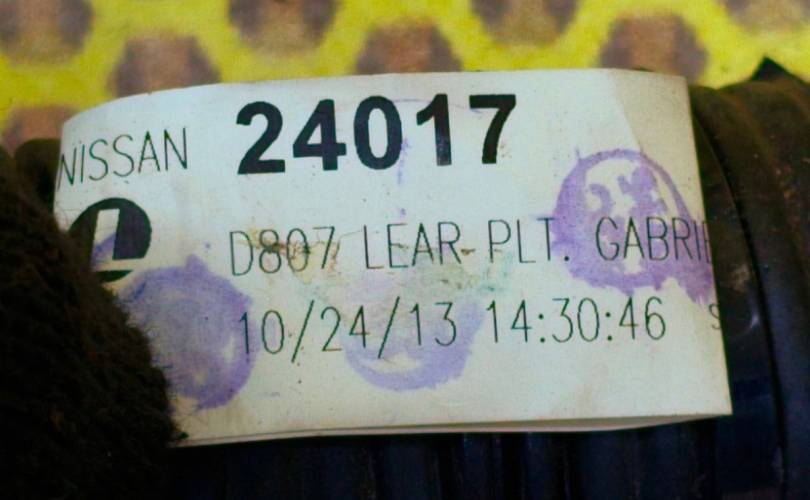 NISSAN 24017
D807 LEAR PLT.
10/24/13 14:30:46